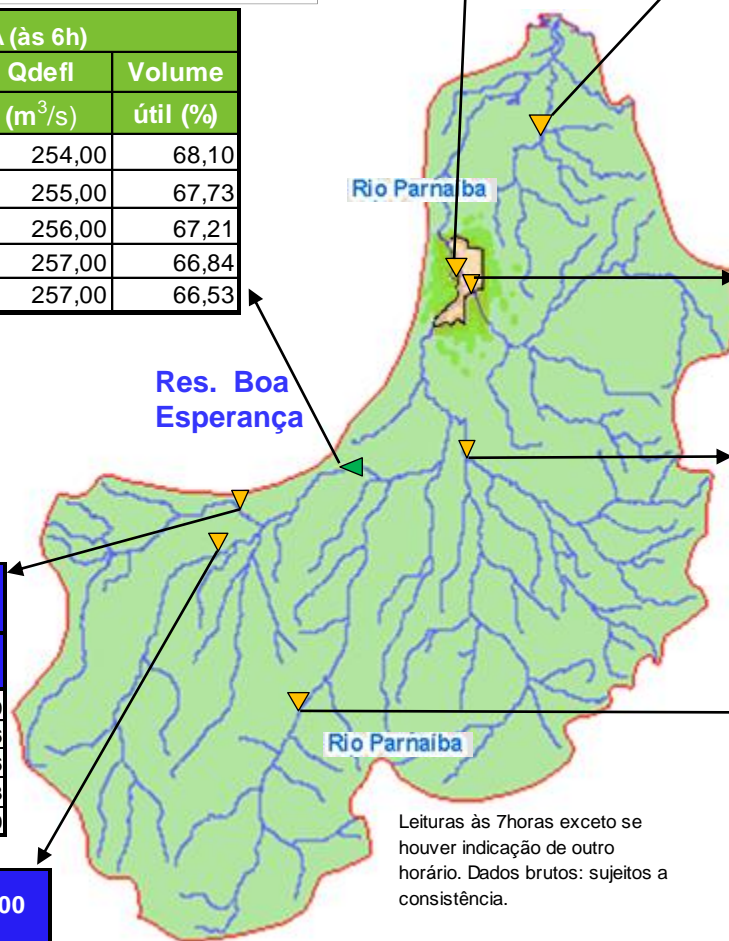 (às 6h)
Qdefl Volume
(m³/s) útil (%)
254,00 68,10
255,00 67,73
256,00 67,21
257,00 66,84
257,00 66,53
Rio Parnaíba
Res. Boa
Esperança
Rio Parnaíba
Leituras às 7horas exceto se
houver indicação de outro
horário. Dados brutos: sujeitos a
consistência.
00